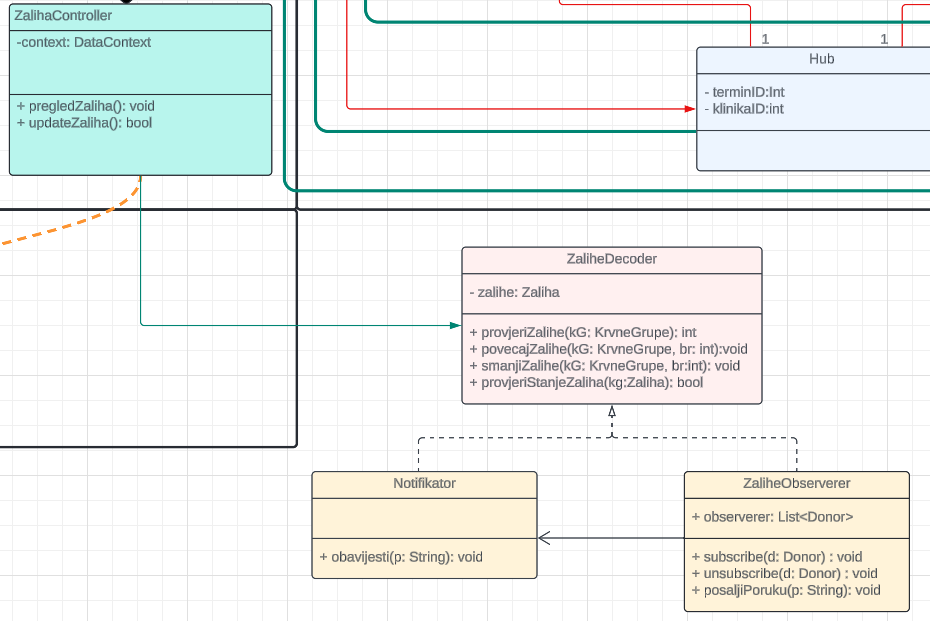 ZalihaController
-context: DataContext
+ pregledZaliha(): void
+ updateZaliha(): bool
1
1
Hub
- terminID:Int
- klinikaID:int
ZaliheDecoder
- zalihe: Zaliha
+ provjeriZalihe(kG: KrvneGrupe): int
+ povecajZalihe(kG: KrvneGrupe, br: int):void
+ smanjiZalihe(kG: KrvneGrupe, br:int): void
+ provjeriStanjeZaliha(kg:Zaliha): bool
Notifikator
+ obavijesti(p: String): void
ZaliheObserverer
+ observerer: List<Donor>
+ subscribe(d: Donor) : void
+ unsubscribe(d: Donor) : void
+ posaljiPoruku(p: String): void